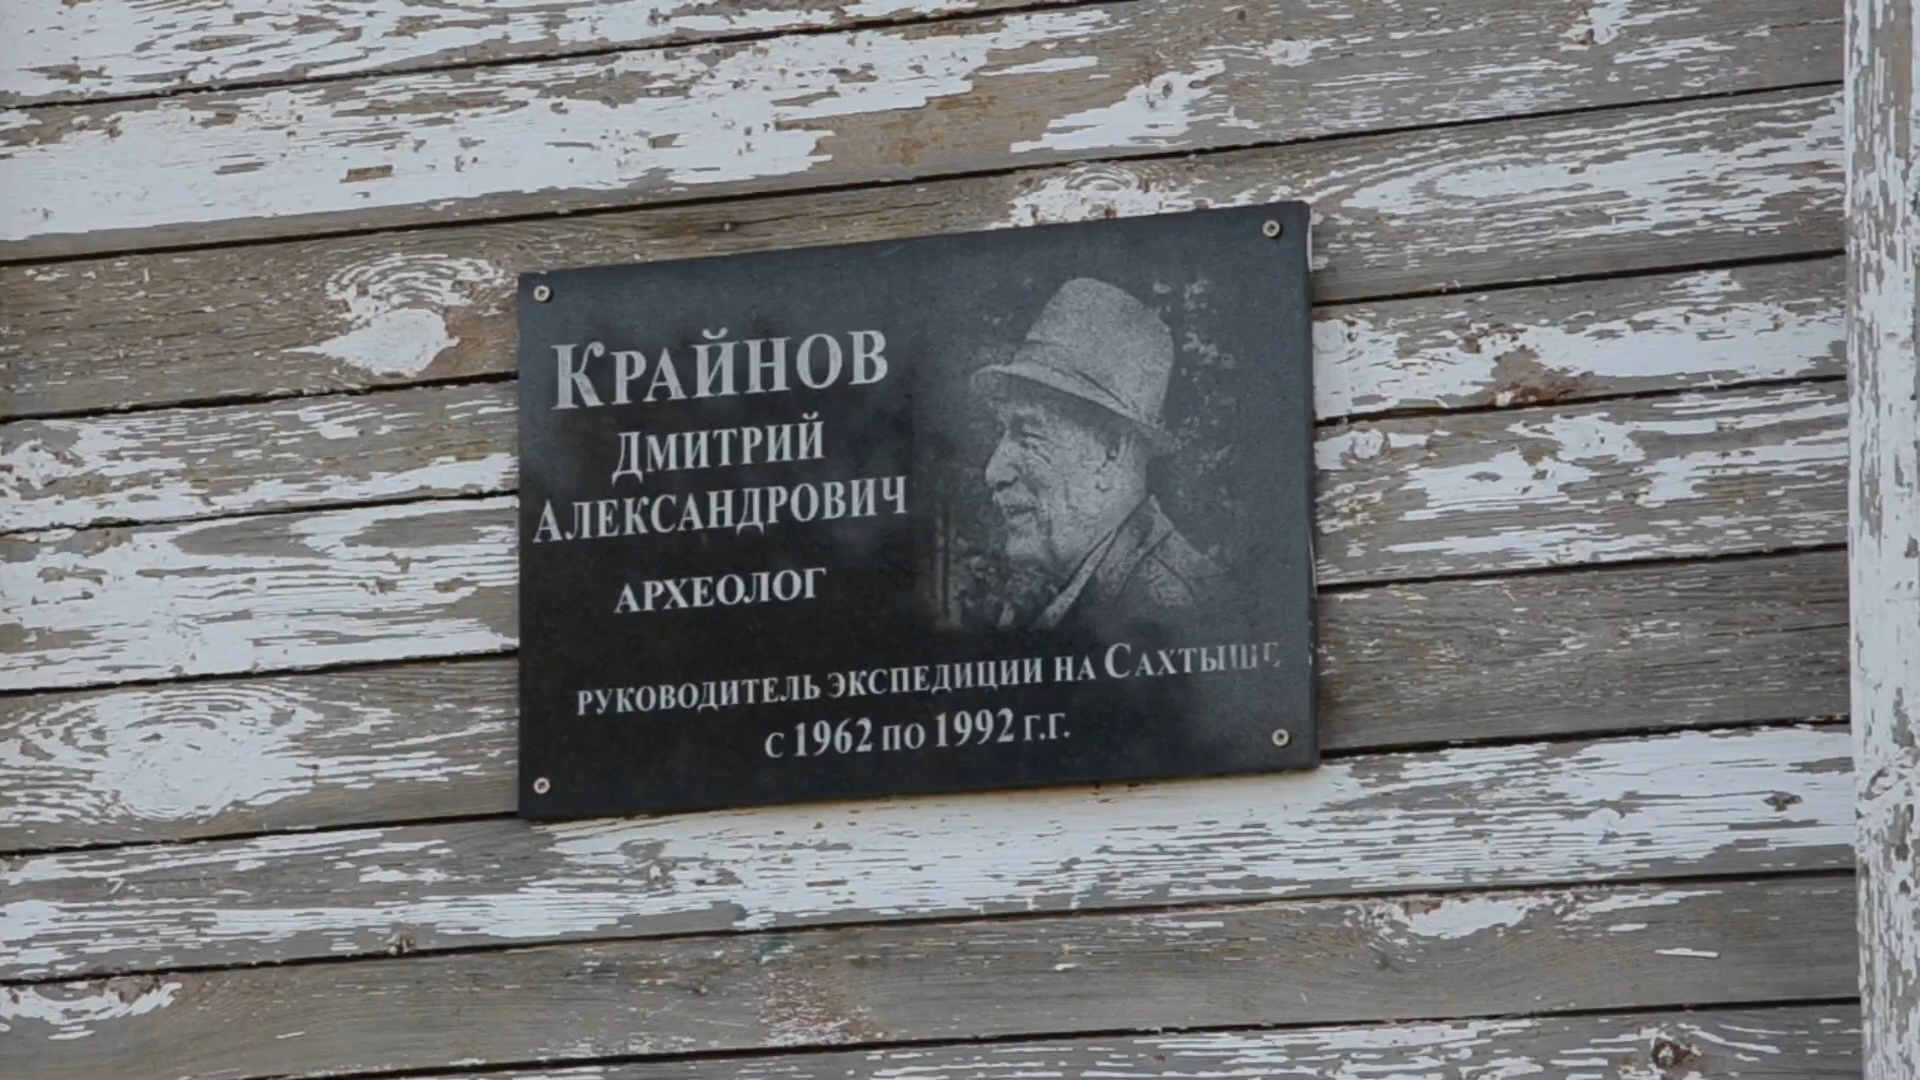 Крайнов
Дмитрий
Александрович
археолог
руководитель экспедиции на Сахтыше
с 1962 по 1992 г.г.